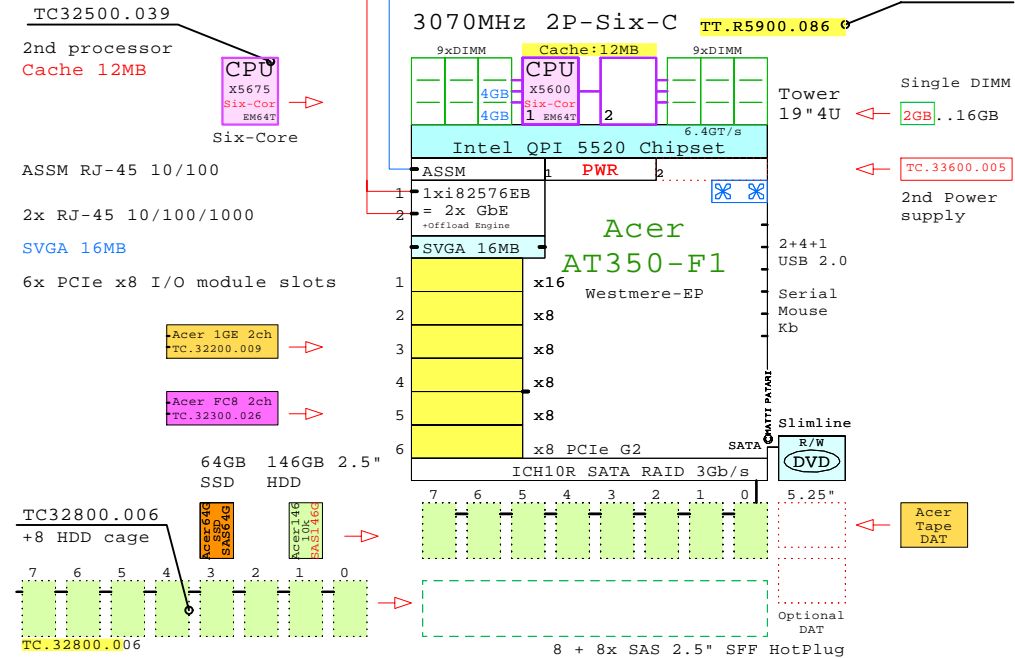 TC32500.039
3070MHz 2P-Six-C
TT.R5900.086
2nd processor
Cache 12MB
CPU
X5675
Six-Cor
EM64T
Six-Core
9xDIMM
Cache:12MB
9xDIMM
4GB
4GB
CPU
X5600
Six-Cor
1 EM64T
2
6.4GT/s
Tower
19"4U
Single DIMM
2GB..16GB
Intel QPI 5520 Chipset
ASSM RJ-45 10/100
ASSM
1 PWR 2
TC.33600.005
2nd Power
supply
2x RJ-45 10/100/1000
1 1xi82576EB
2 = 2x GbE
+Offload Engine
SVGA 16MB
SVGA 16MB
Acer
AT350-F1
Westmere-EP
2+4+1
USB 2.0
Serial
Mouse
Kb
6x PCIe x8 I/O module slots
1 x16
2 x8
3 x8
4 x8
5 x8
6 x8 PCIe G2
Acer 1GE 2ch
TC.32200.009
Acer FC8 2ch
TC.32300.026
©MATTI PATARI
SATA
Slimline
R/W
DVD
ICH10R SATA RAID 3Gb/s
64GB
SSD
146GB 2.5"
HDD
Acer64G
SSD
SAS64G
Acer146
10k
SAS146G
7 6 5 4 3 2 1 0
5.25"
Acer
Tape
DAT
TC32800.006
+8 HDD cage
7 6 5 4 3 2 1 0
TC.32800.006
Optional
DAT
8 + 8x SAS 2.5" SFF HotPlug